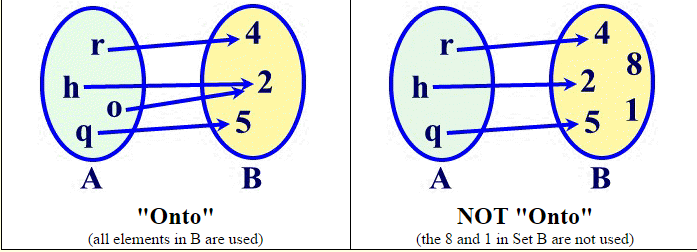 r
4
h
2
o
q
5
A
B
"Onto"
(all elements in B are used)
r
4
8
h
2
1
q
5
A
B
NOT "Onto"
(the 8 and 1 in Set B are not used)